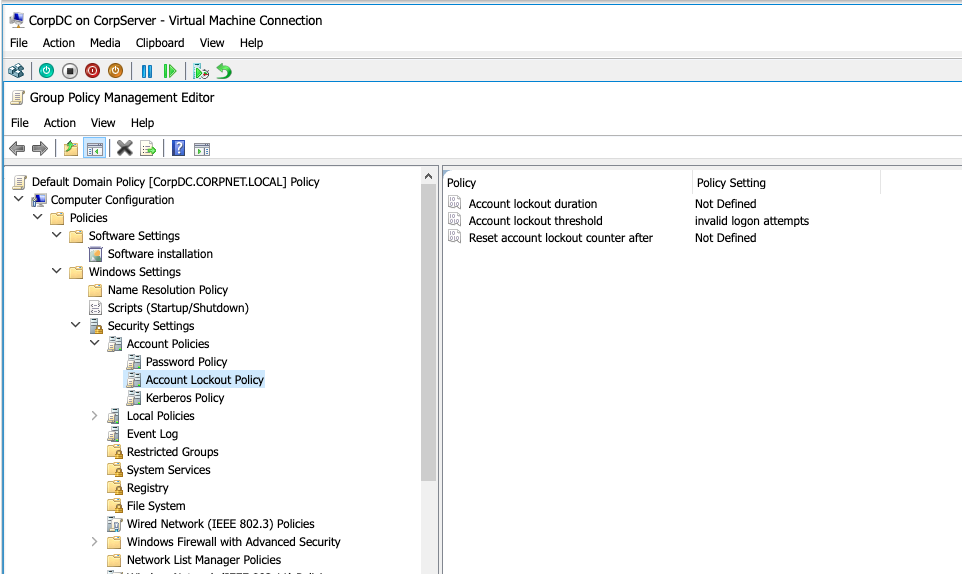 CorpDC on CorpServer - Virtual Machine Connection
File Action Media Clipboard View Help
Group Policy Management Editor
File Action View Help
Default Domain Policy [CorpDC.CORPNET.LOCAL] Policy
Computer Configuration
Policies
Software Settings
Software installation
Windows Settings
Name Resolution Policy
Scripts (Startup/Shutdown)
Security Settings
Account Policies
Password Policy
Account Lockout Policy
Kerberos Policy
Local Policies
Event Log
Restricted Groups
System Services
Registry
File System
Wired Network (IEEE 802.3) Policies
Windows Firewall with Advanced Security
Network List Manager Policies
Policy Policy Setting
Account lockout duration Not Defined
Account lockout threshold invalid logon attempts
Reset account lockout counter after Not Defined